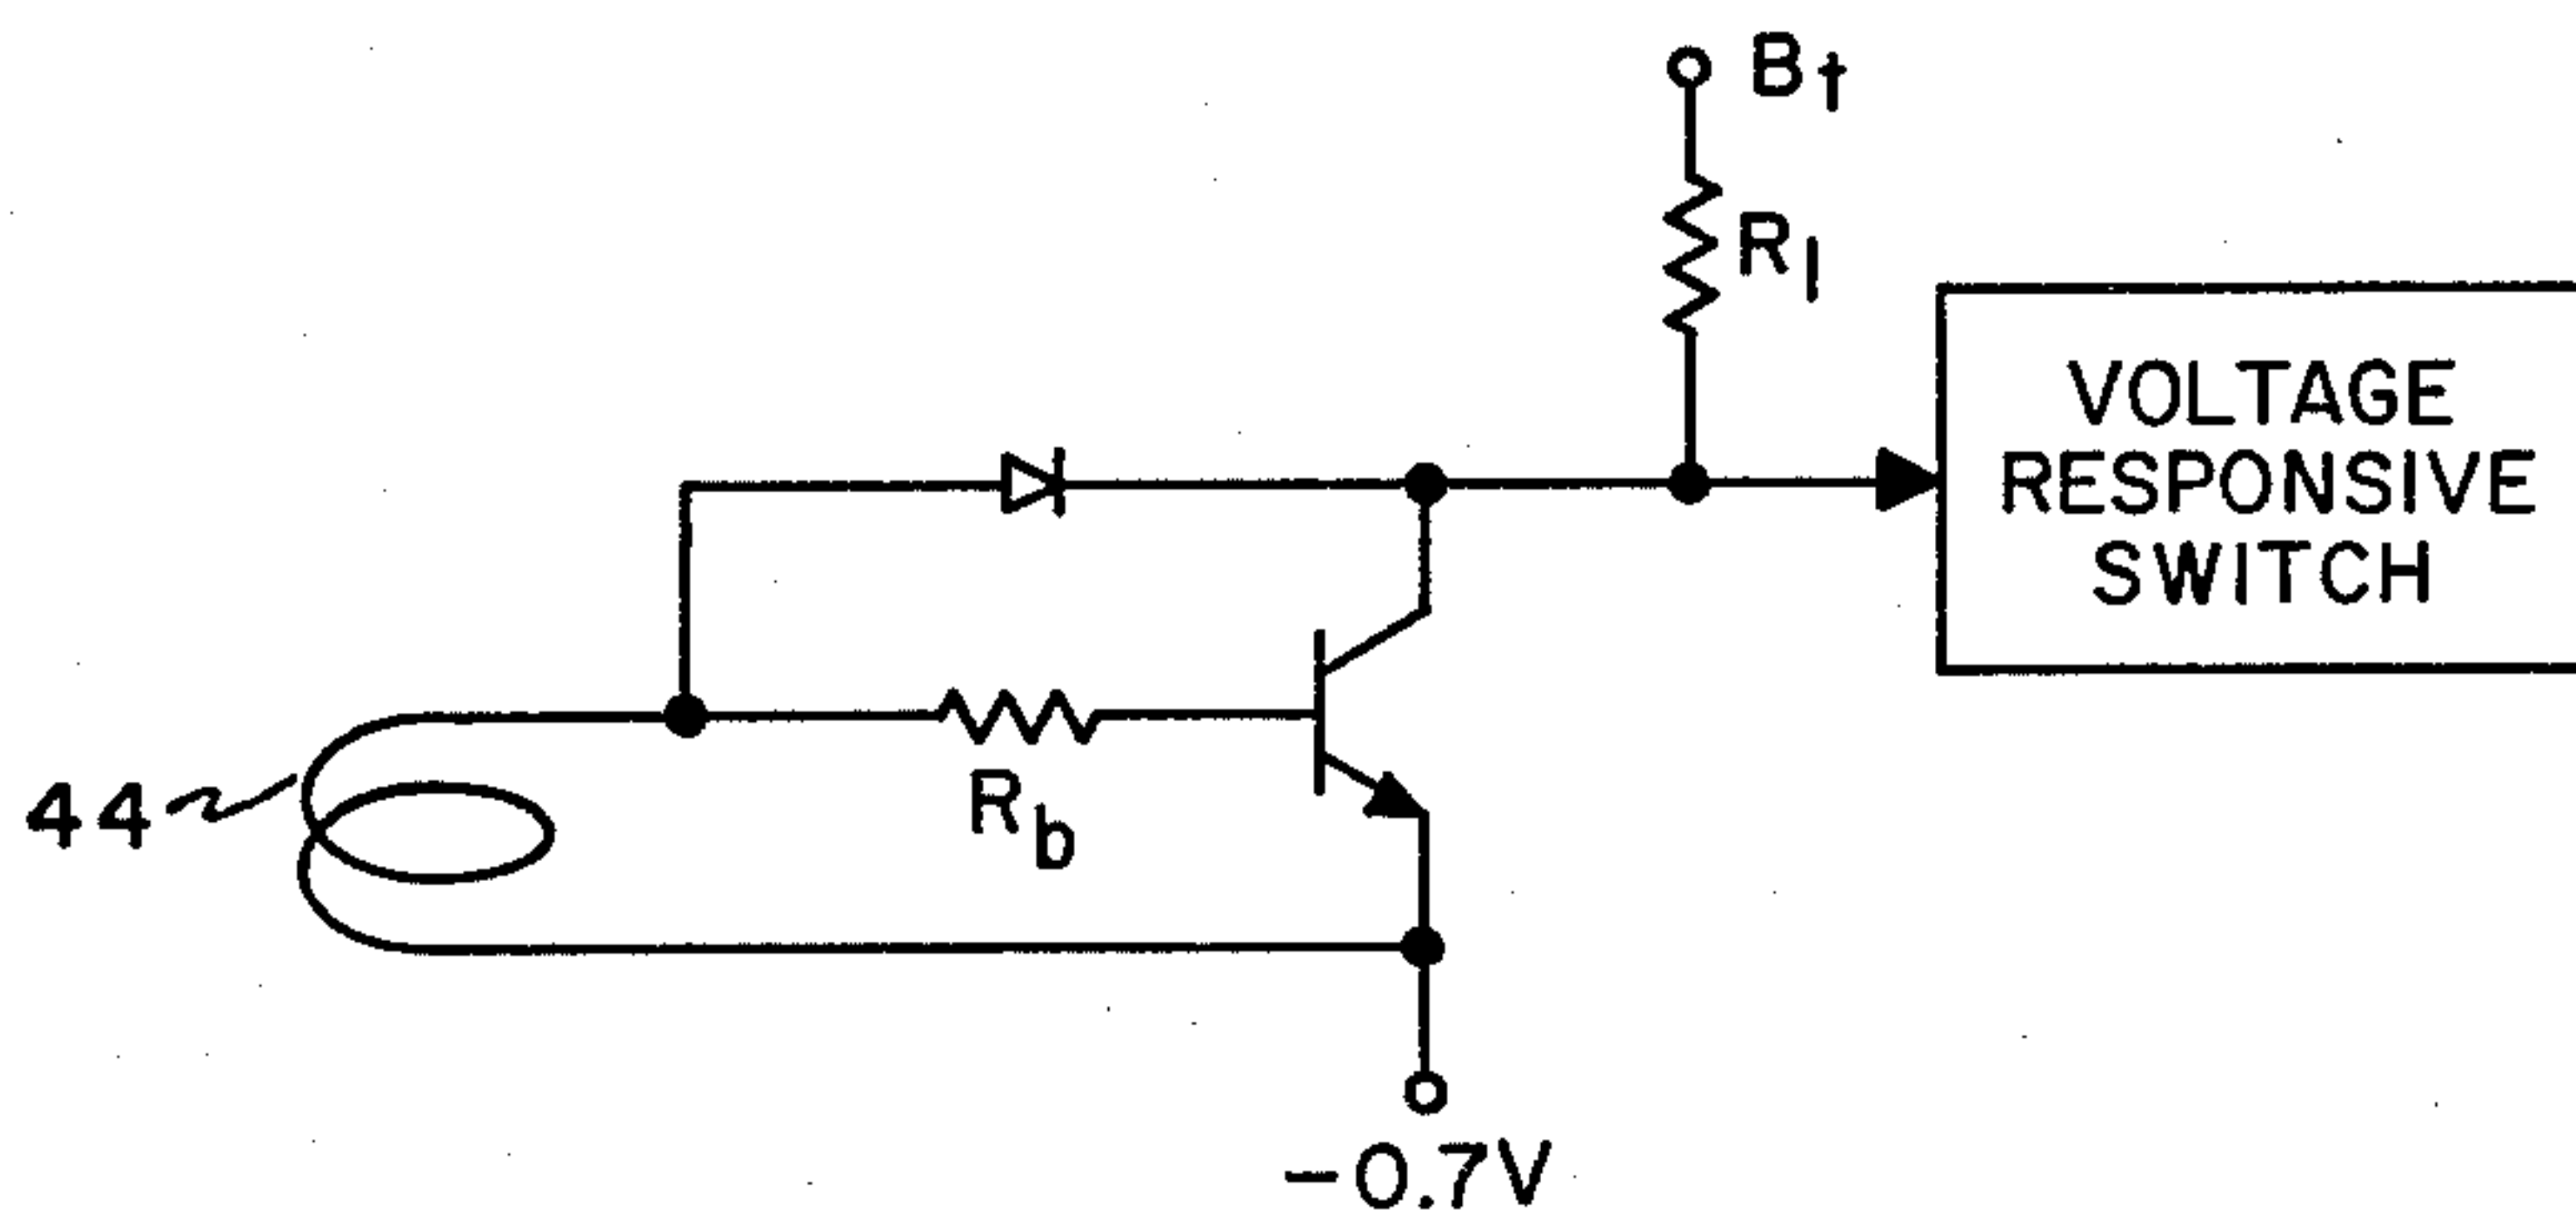 B+
R1
VOLTAGE
RESPONSIVE
SWITCH
44
Rb
-0.7V